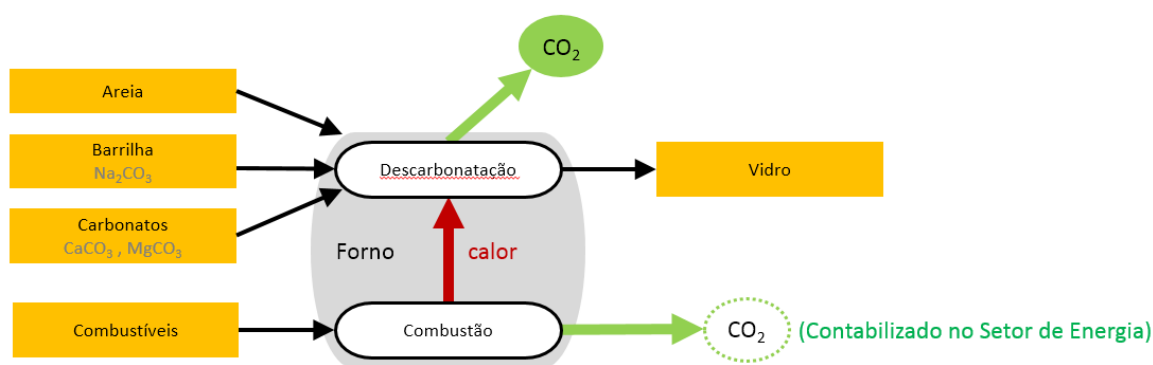 CO₂
Areia
Barrilha
Na₂CO₃
Descarbonatação
Vidro
Carbonatos
CaCO₃ , MgCO₃
Forno
calor
Combustíveis
Combustão
CO₂
(Contabilizado no Setor de Energia)